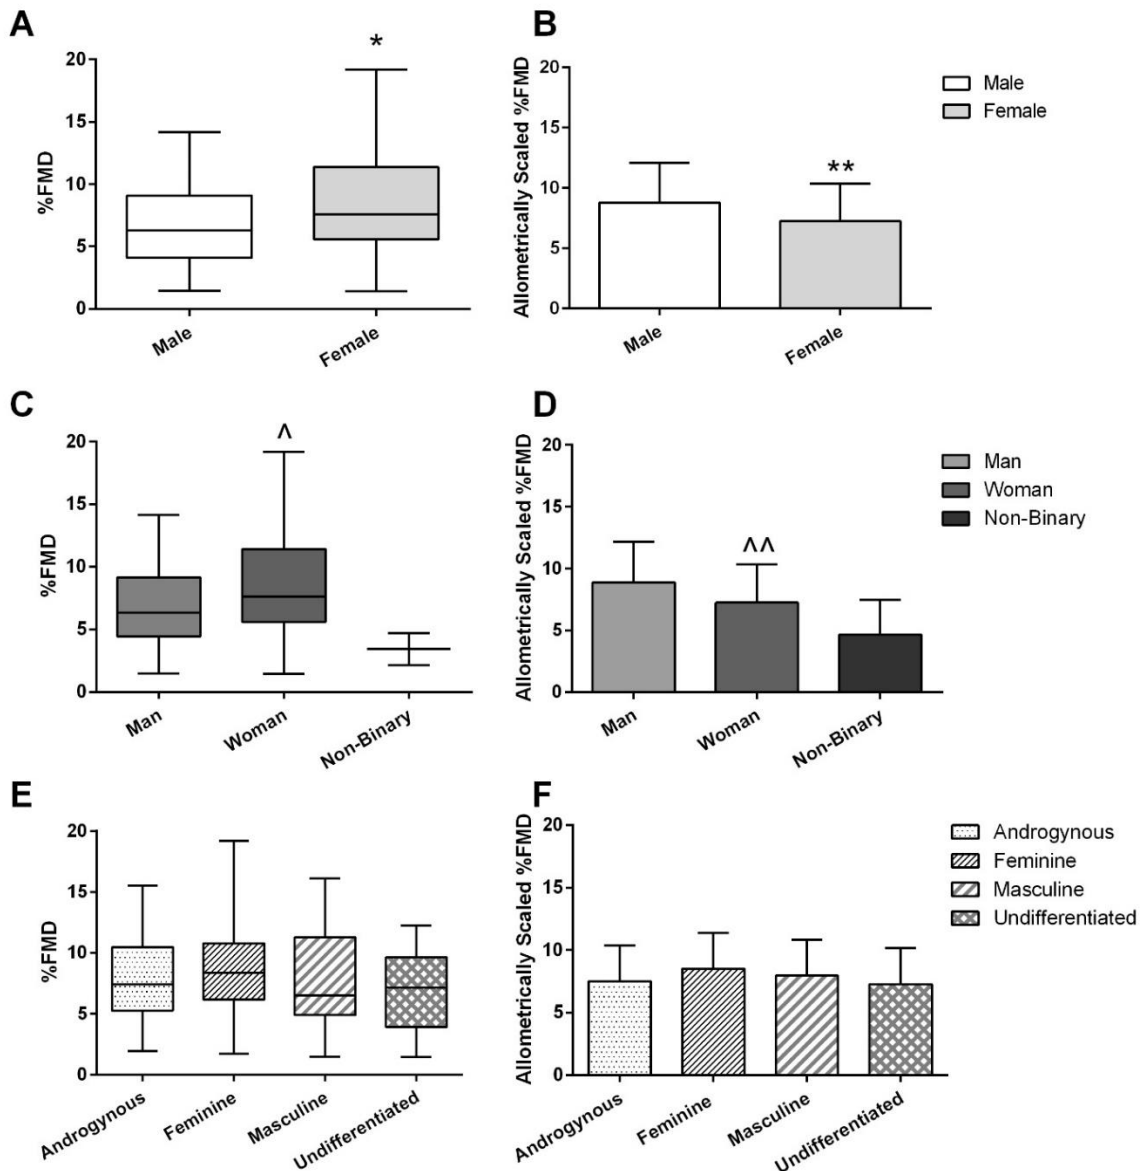 A
*
20
15
10
5
0
%FMD
Male
Female
B
**
20
15
10
5
0
Allometrically Scaled %FMD
Male
Female
Male
Female
C
^
20
15
10
5
0
%FMD
Man
Woman
Non-Binary
D
^^
20
15
10
5
0
Allometrically Scaled %FMD
Man
Woman
Non-Binary
Man
Woman
Non-Binary
E
20
15
10
5
0
%FMD
Androgynous
Feminine
Masculine
Undifferentiated
F
20
15
10
5
0
Allometrically Scaled %FMD
Androgynous
Feminine
Masculine
Undifferentiated
Androgynous
Feminine
Masculine
Undifferentiated